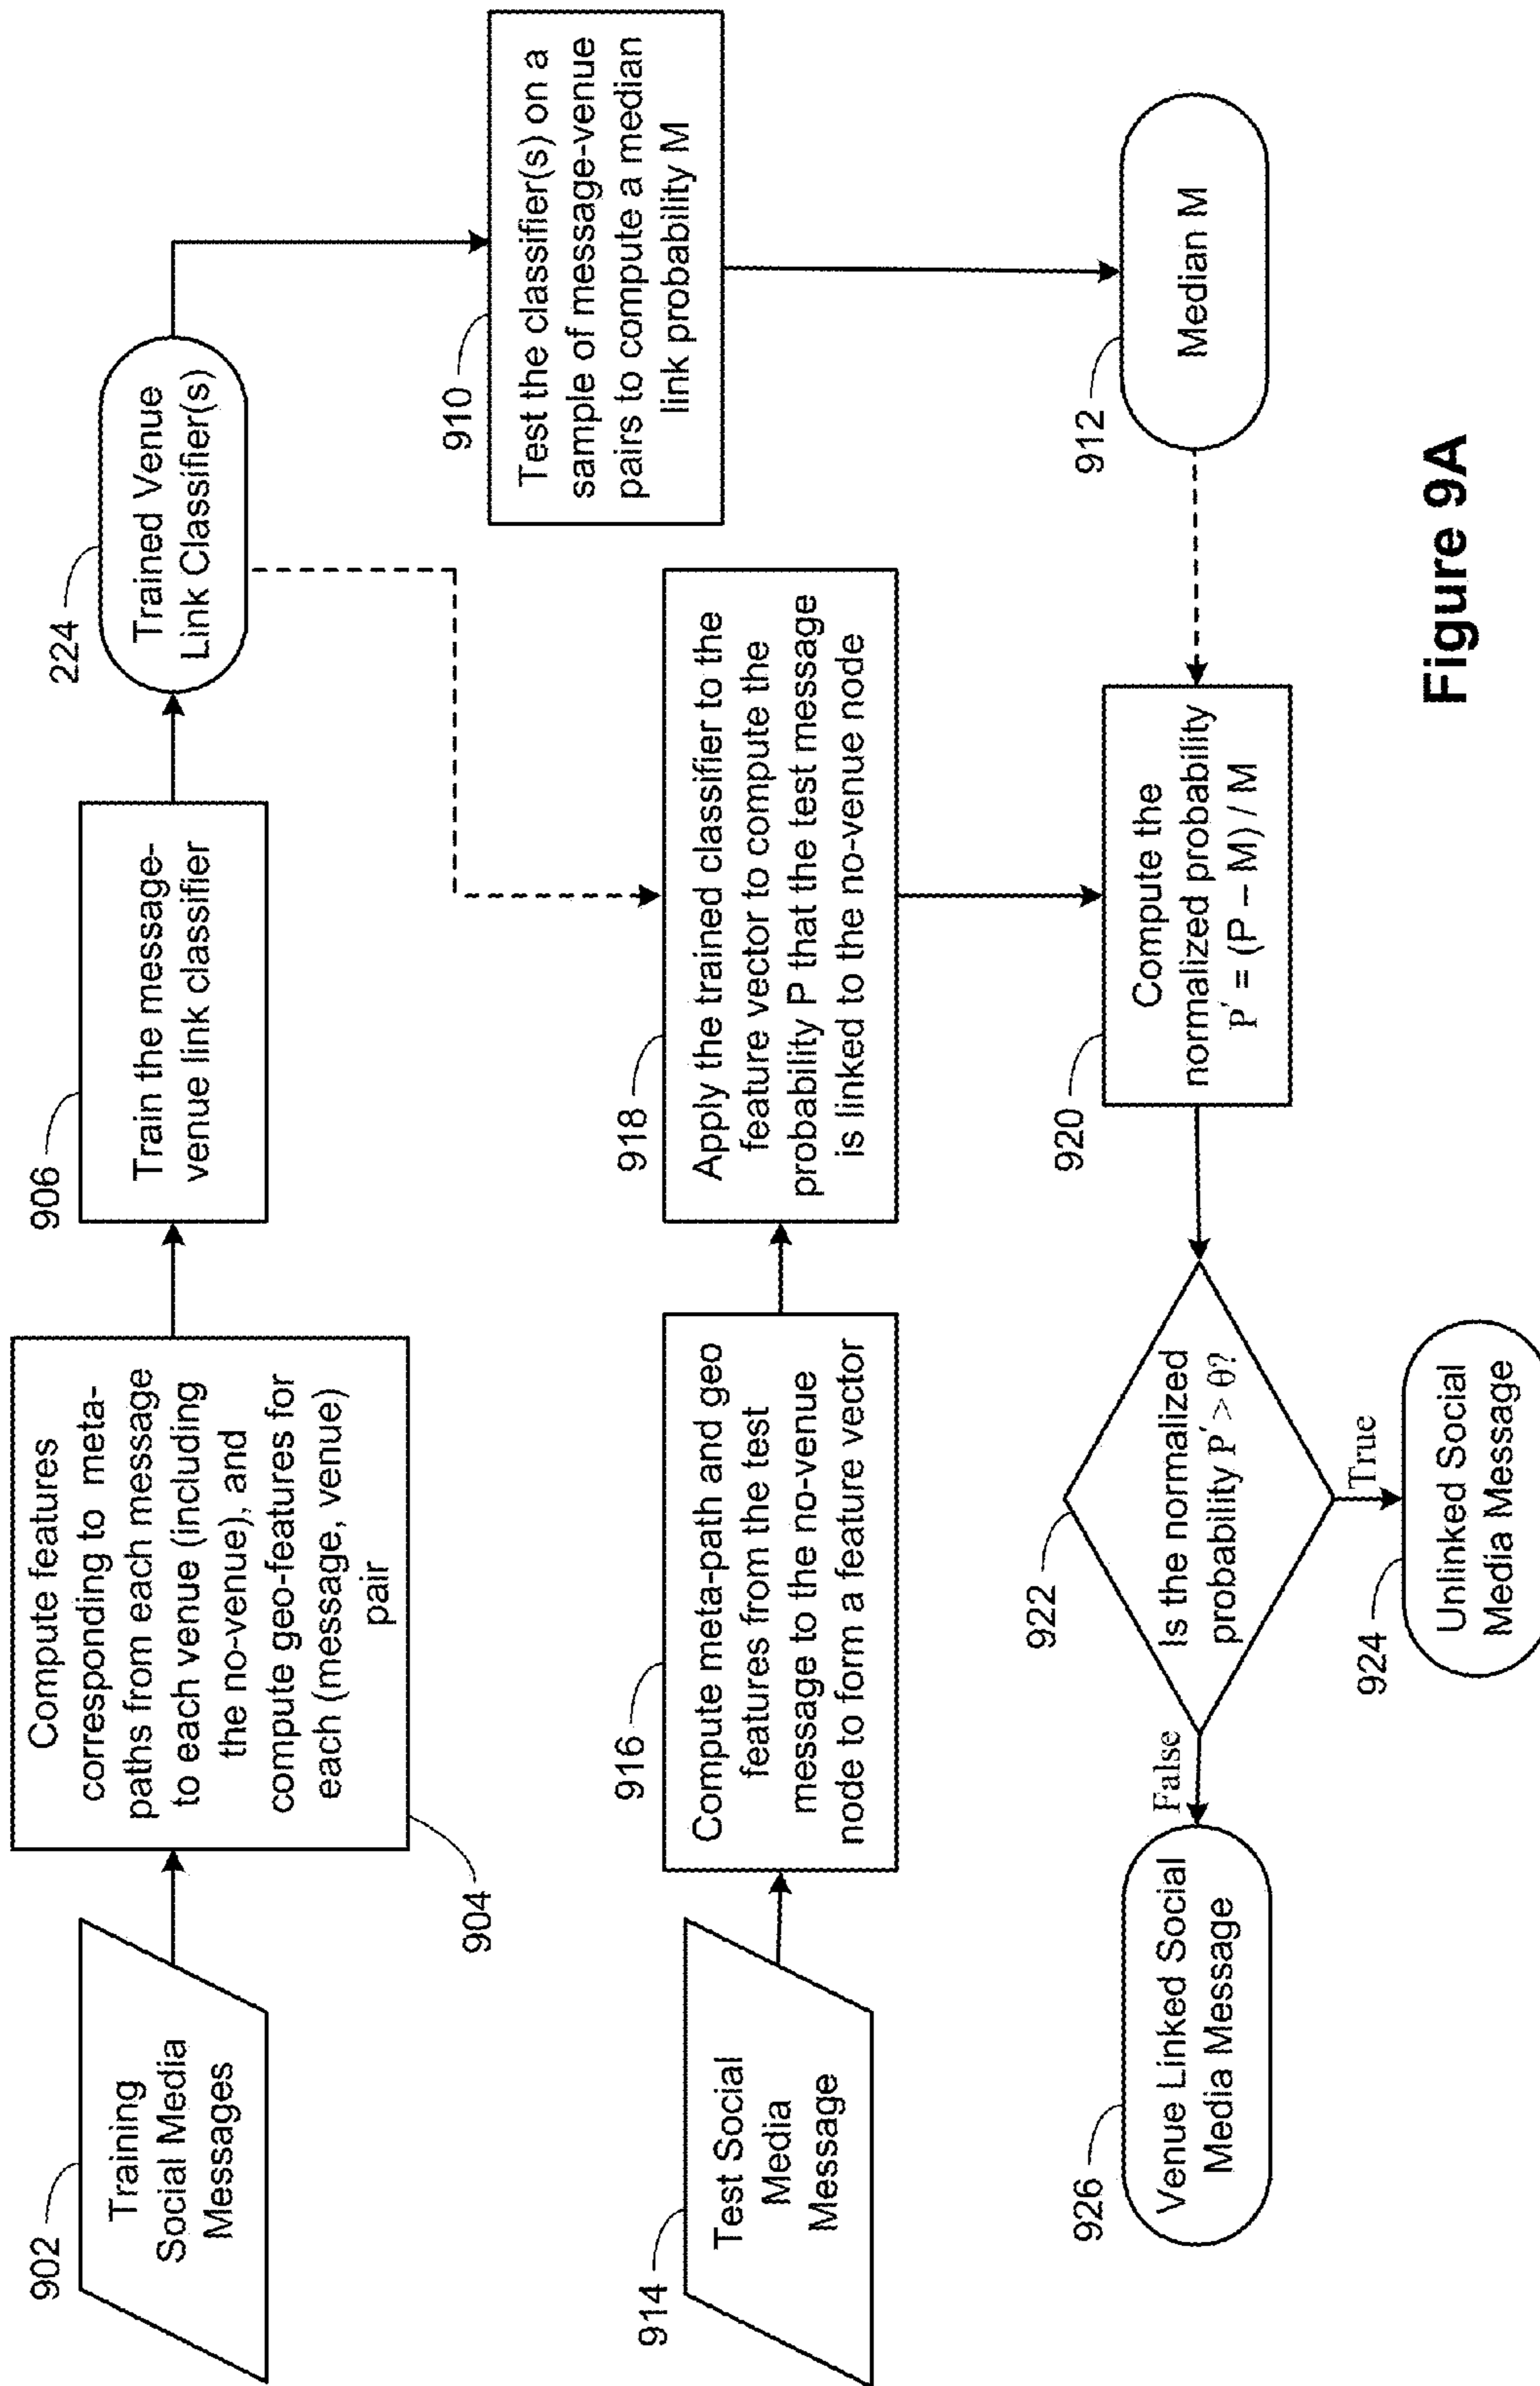 902
Training
Social Media
Messages
904
Compute features
corresponding to meta-
paths from each message
to each venue (including
the no-venue), and
compute geo-features for
each (message, venue)
pair
906
Train the message-
venue link classifier
224
Trained Venue
Link Classifier(s)
910
Test the classifier(s) on a
sample of message-venue
pairs to compute a median
link probability M
912
Median M
914
Test Social
Media
Message
916
Compute meta-path and geo
features from the test
message to the no-venue
node to form a feature vector
918
Apply the trained classifier to the
feature vector to compute the
probability P that the test message
is linked to the no-venue node
920
Compute the
normalized probability
P′ = (P – M) / M
922
Is the normalized
probability P′ > θ?
False
True
924
Unlinked Social
Media Message
926
Venue Linked Social
Media Message
Figure 9A